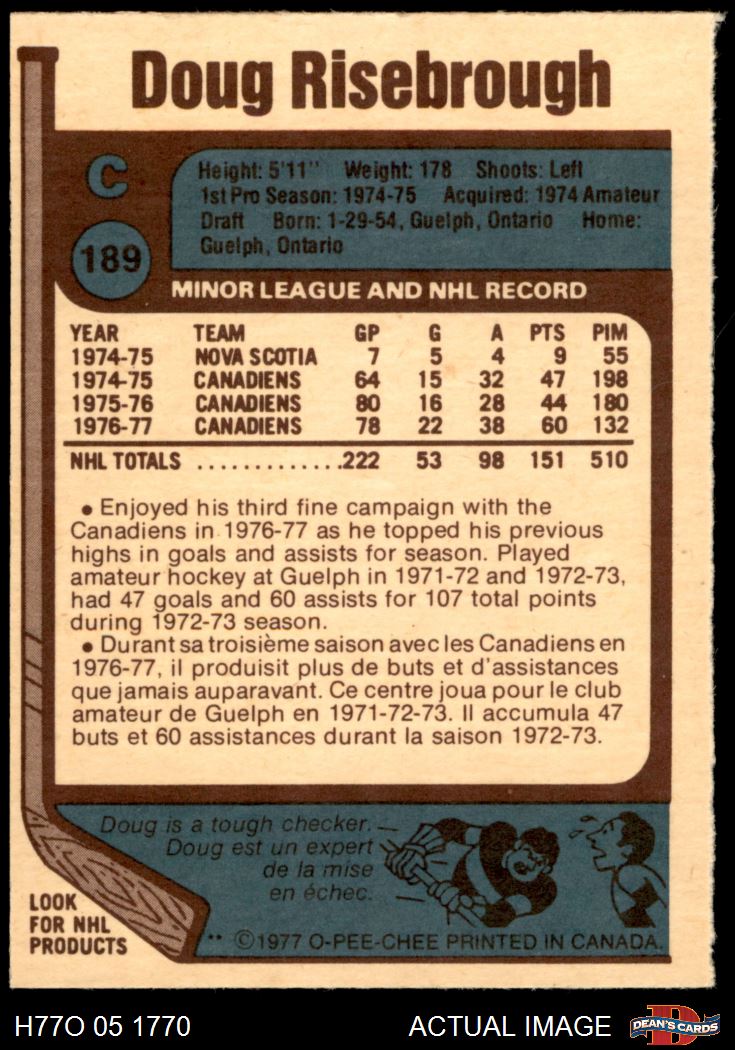 Doug Risebrough
C
Height: 5'11" Weight: 178 Shoots: Left
1st Pro Season: 1974-75 Acquired: 1974 Amateur
Draft Born: 1-29-54, Guelph, Ontario Home:
Guelph, Ontario
189
MINOR LEAGUE AND NHL RECORD
YEAR TEAM GP G A PTS PIM
1974-75 NOVA SCOTIA 7 5 4 9 55
1974-75 CANADIENS 64 15 32 47 198
1975-76 CANADIENS 80 16 28 44 180
1976-77 CANADIENS 78 22 38 60 132
NHL TOTALS .............222 53 98 151 510
• Enjoyed his third fine campaign with the
Canadiens in 1976-77 as he topped his previous
highs in goals and assists for season. Played
amateur hockey at Guelph in 1971-72 and 1972-73,
had 47 goals and 60 assists for 107 total points
during 1972-73 season.
• Durant sa troisième saison avec les Canadiens en
1976-77, il produisit plus de buts et d'assistances
que jamais auparavant. Ce centre joua pour le club
amateur de Guelph en 1971-72-73. Il accumula 47
buts et 60 assistances durant la saison 1972-73.
Doug is a tough checker.
Doug est un expert
de la mise
en échec.
LOOK
FOR NHL
PRODUCTS
** ©1977 O-PEE-CHEE PRINTED IN CANADA.
H77O 05 1770
ACTUAL IMAGE
D
DEAN'S CARDS